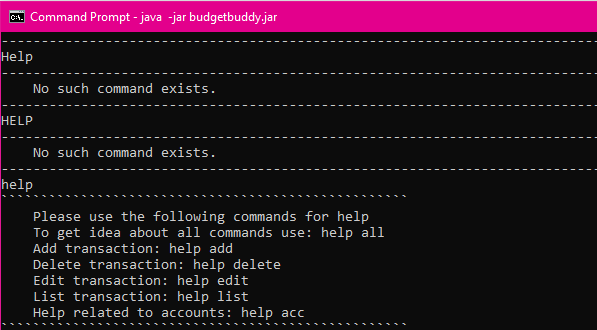 Command Prompt - java -jar budgetbuddy.jar
---------------------------------------------------------------------------
Help
---------------------------------------------------------------------------
    No such command exists.
---------------------------------------------------------------------------
HELP
---------------------------------------------------------------------------
    No such command exists.
---------------------------------------------------------------------------
help
```````````````````````````````````````````````````
    Please use the following commands for help
    To get idea about all commands use: help all
    Add transaction: help add
    Delete transaction: help delete
    Edit transaction: help edit
    List transaction: help list
    Help related to accounts: help acc
```````````````````````````````````````````````````